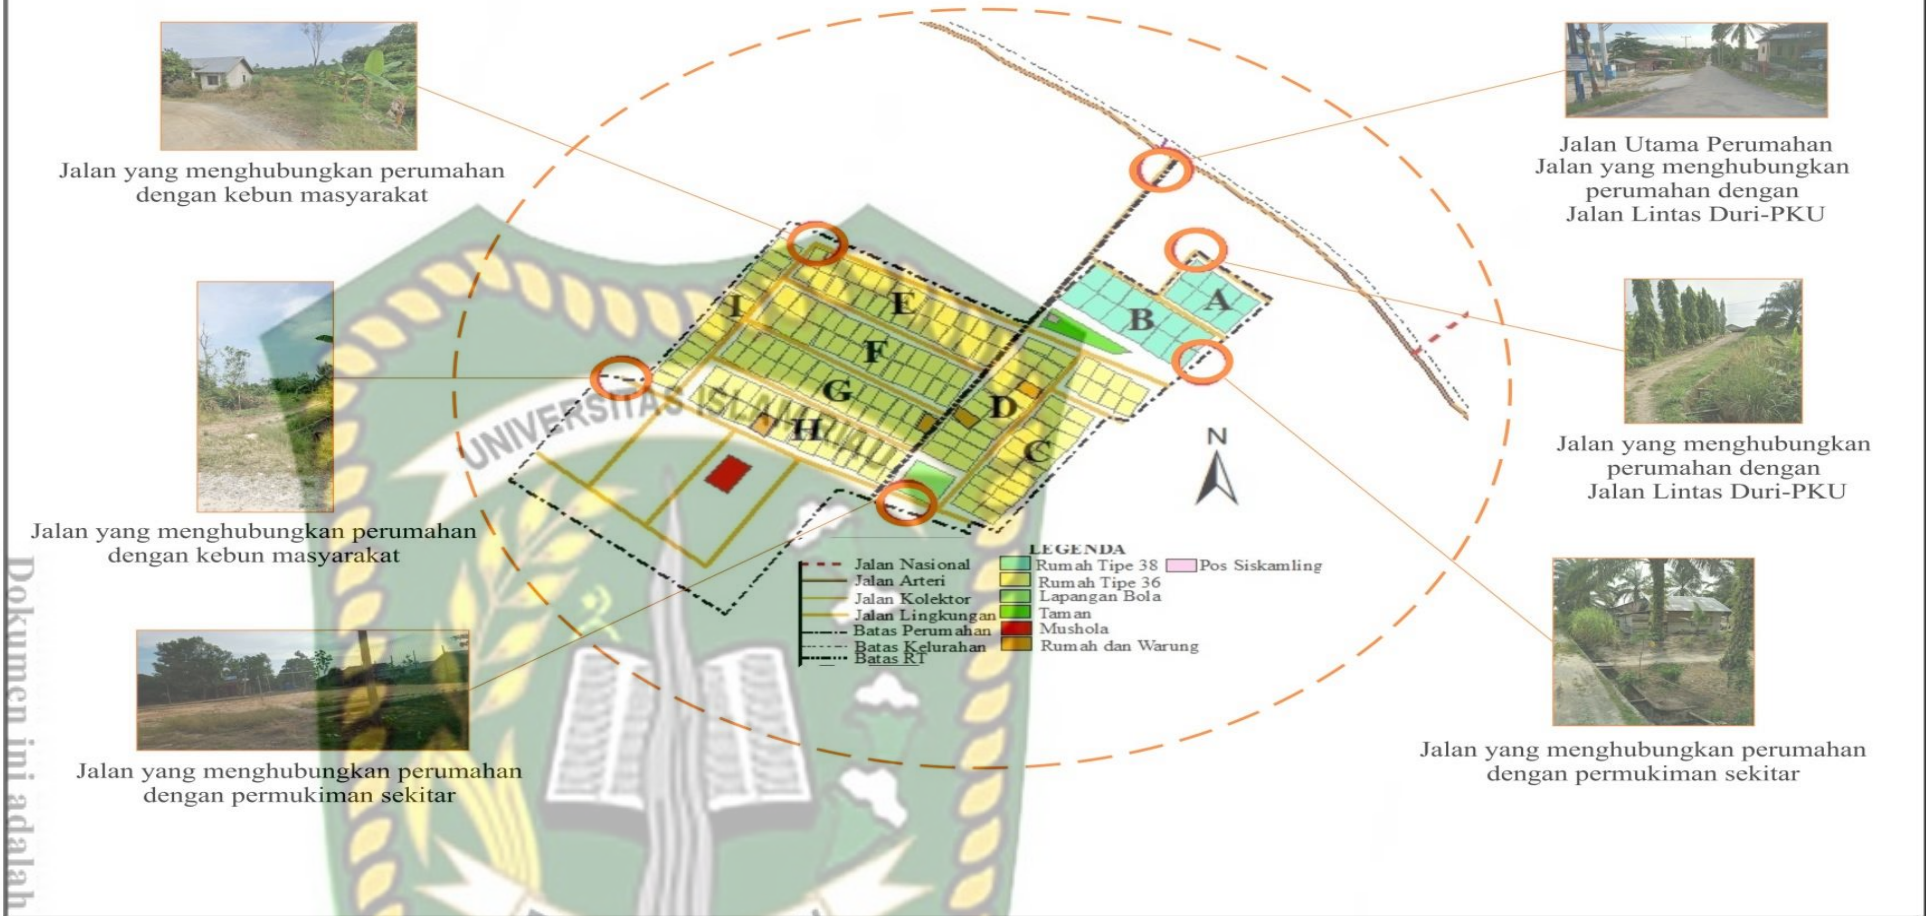 Jalan yang menghubungkan perumahan
dengan kebun masyarakat
Jalan Utama Perumahan
Jalan yang menghubungkan
perumahan dengan
Jalan Lintas Duri-PKU
Jalan yang menghubungkan perumahan
dengan kebun masyarakat
Jalan yang menghubungkan
perumahan dengan
Jalan Lintas Duri-PKU
Jalan yang menghubungkan perumahan
dengan permukiman sekitar
Jalan yang menghubungkan perumahan
dengan permukiman sekitar
A
B
I
E
F
G
H
D
C
N
UNIVERSITAS ISLAM RIAU
LEGENDA
Jalan Nasional
Jalan Arteri
Jalan Kolektor
Jalan Lingkungan
Batas Perumahan
Batas Kelurahan
Batas RT
Rumah Tipe 38
Rumah Tipe 36
Lapangan Bola
Taman
Mushola
Rumah dan Warung
Pos Siskamling
Dokumen ini adalah